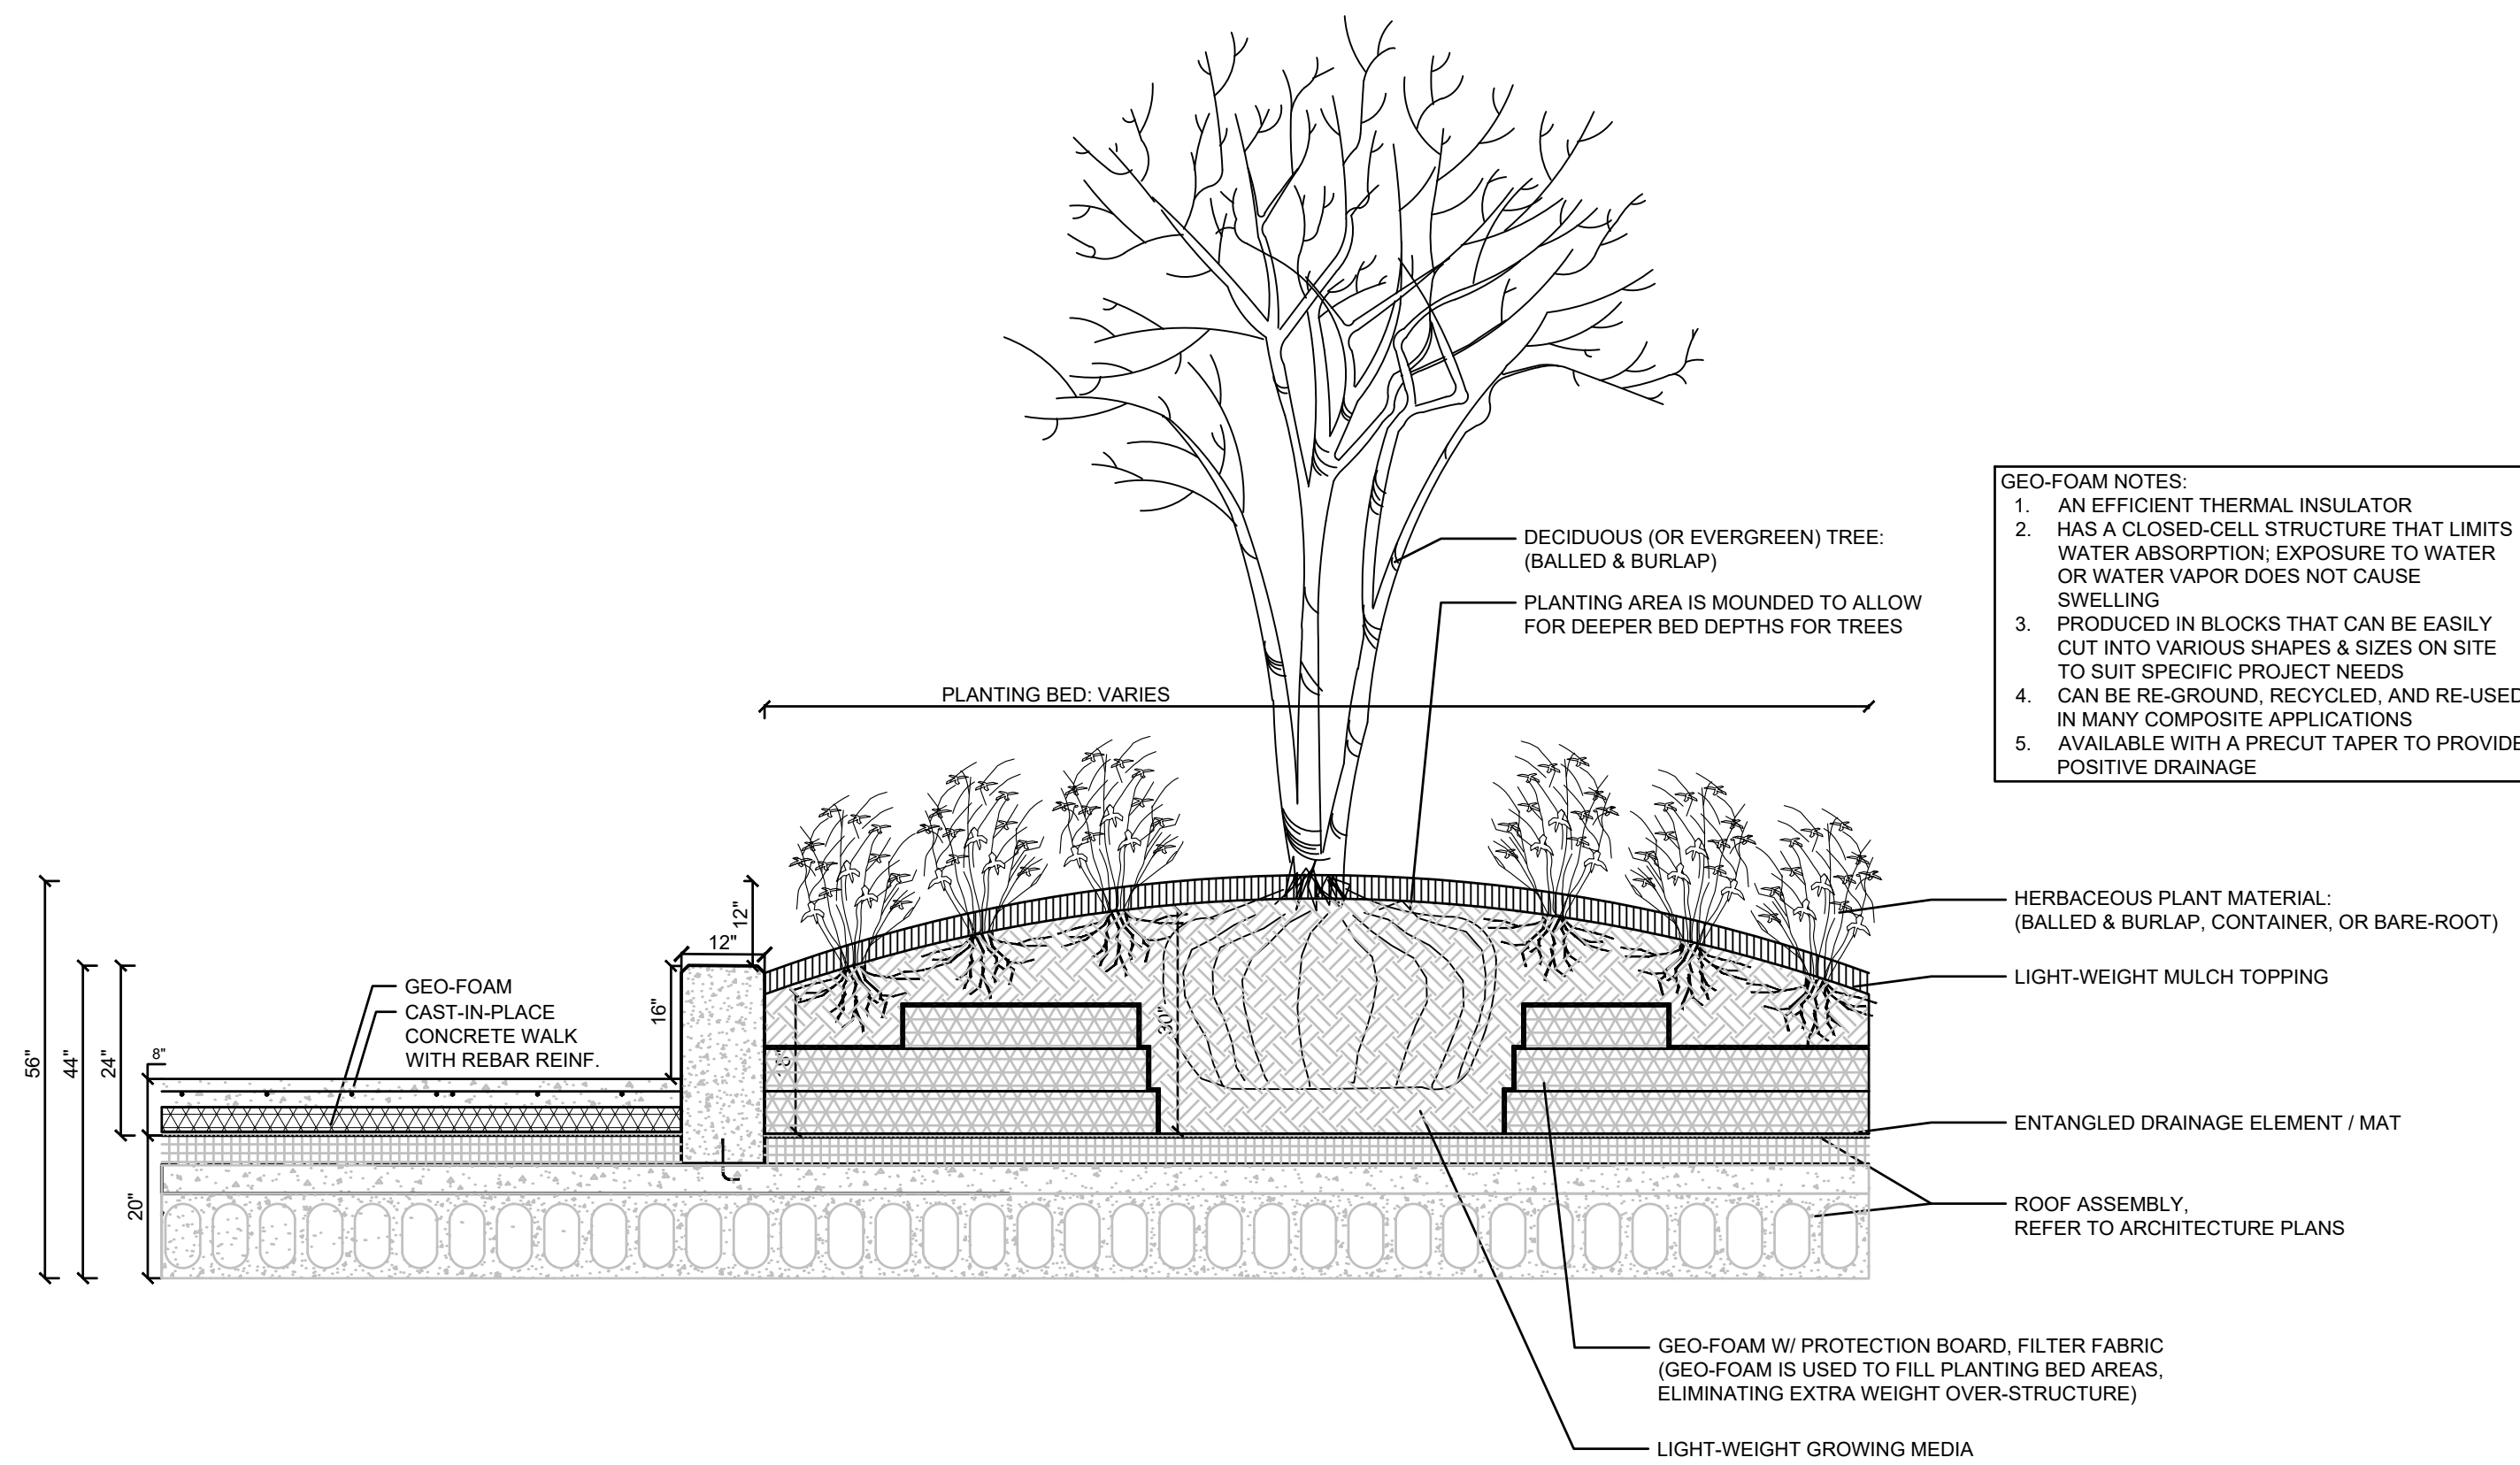 DECIDUOUS (OR EVERGREEN) TREE:
(BALLED & BURLAP)
PLANTING AREA IS MOUNDED TO ALLOW
FOR DEEPER BED DEPTHS FOR TREES
GEO-FOAM NOTES:
1. AN EFFICIENT THERMAL INSULATOR
2. HAS A CLOSED-CELL STRUCTURE THAT LIMITS
WATER ABSORPTION; EXPOSURE TO WATER
OR WATER VAPOR DOES NOT CAUSE
SWELLING
3. PRODUCED IN BLOCKS THAT CAN BE EASILY
CUT INTO VARIOUS SHAPES & SIZES ON SITE
TO SUIT SPECIFIC PROJECT NEEDS
4. CAN BE RE-GROUND, RECYCLED, AND RE-USED
IN MANY COMPOSITE APPLICATIONS
5. AVAILABLE WITH A PRECUT TAPER TO PROVIDE
POSITIVE DRAINAGE
PLANTING BED: VARIES
HERBACEOUS PLANT MATERIAL:
(BALLED & BURLAP, CONTAINER, OR BARE-ROOT)
LIGHT-WEIGHT MULCH TOPPING
12"
12"
GEO-FOAM
CAST-IN-PLACE
CONCRETE WALK
WITH REBAR REINF.
16"
30"
56"
44"
24"
8"
20"
ENTANGLED DRAINAGE ELEMENT / MAT
ROOF ASSEMBLY,
REFER TO ARCHITECTURE PLANS
GEO-FOAM W/ PROTECTION BOARD, FILTER FABRIC
(GEO-FOAM IS USED TO FILL PLANTING BED AREAS,
ELIMINATING EXTRA WEIGHT OVER-STRUCTURE)
LIGHT-WEIGHT GROWING MEDIA